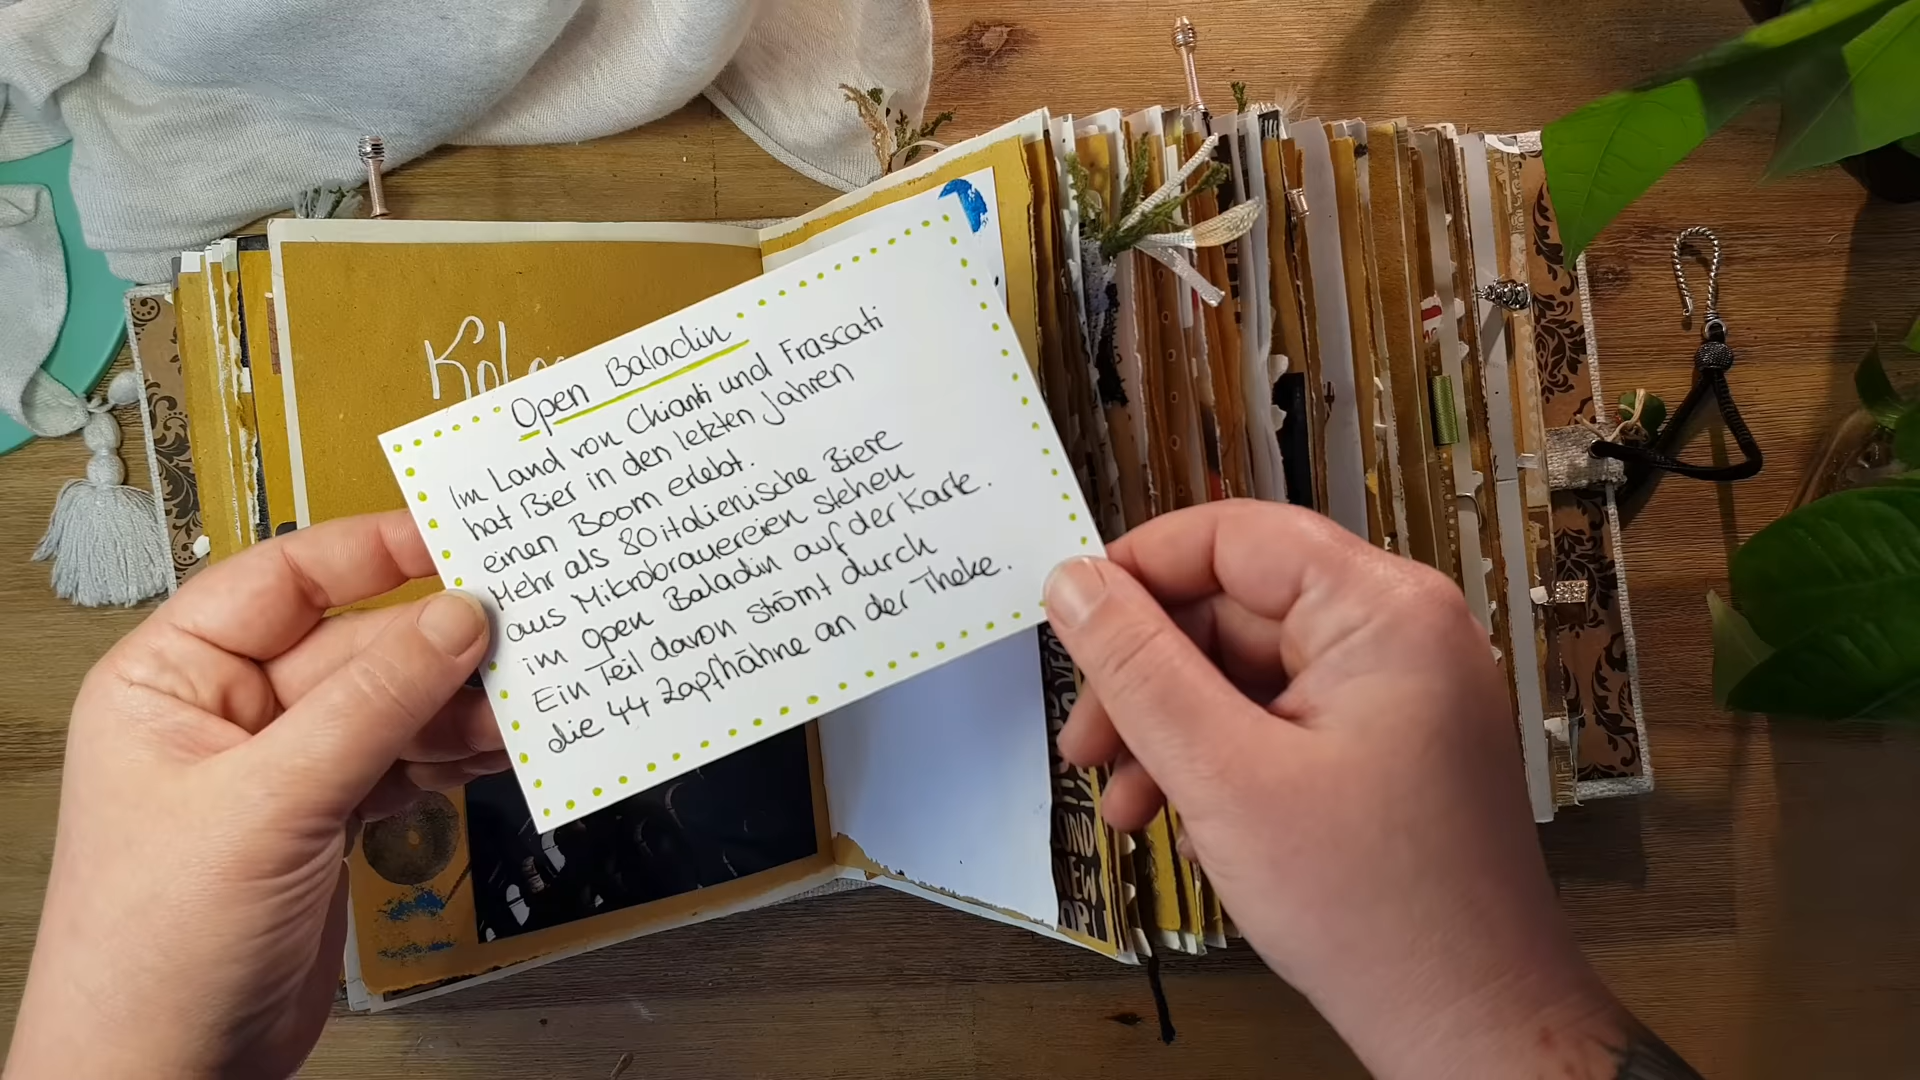 Open Baladin
Im Land von Chianti und Frascati
hat Bier in den letzten Jahren
einen Boom erlebt.
Mehr als 80 italienische Biere
aus Mikrobrauereien stehen
im Open Baladin auf der Karte.
Ein Teil davon strömt durch
die 44 Zapfhähne an der Theke.